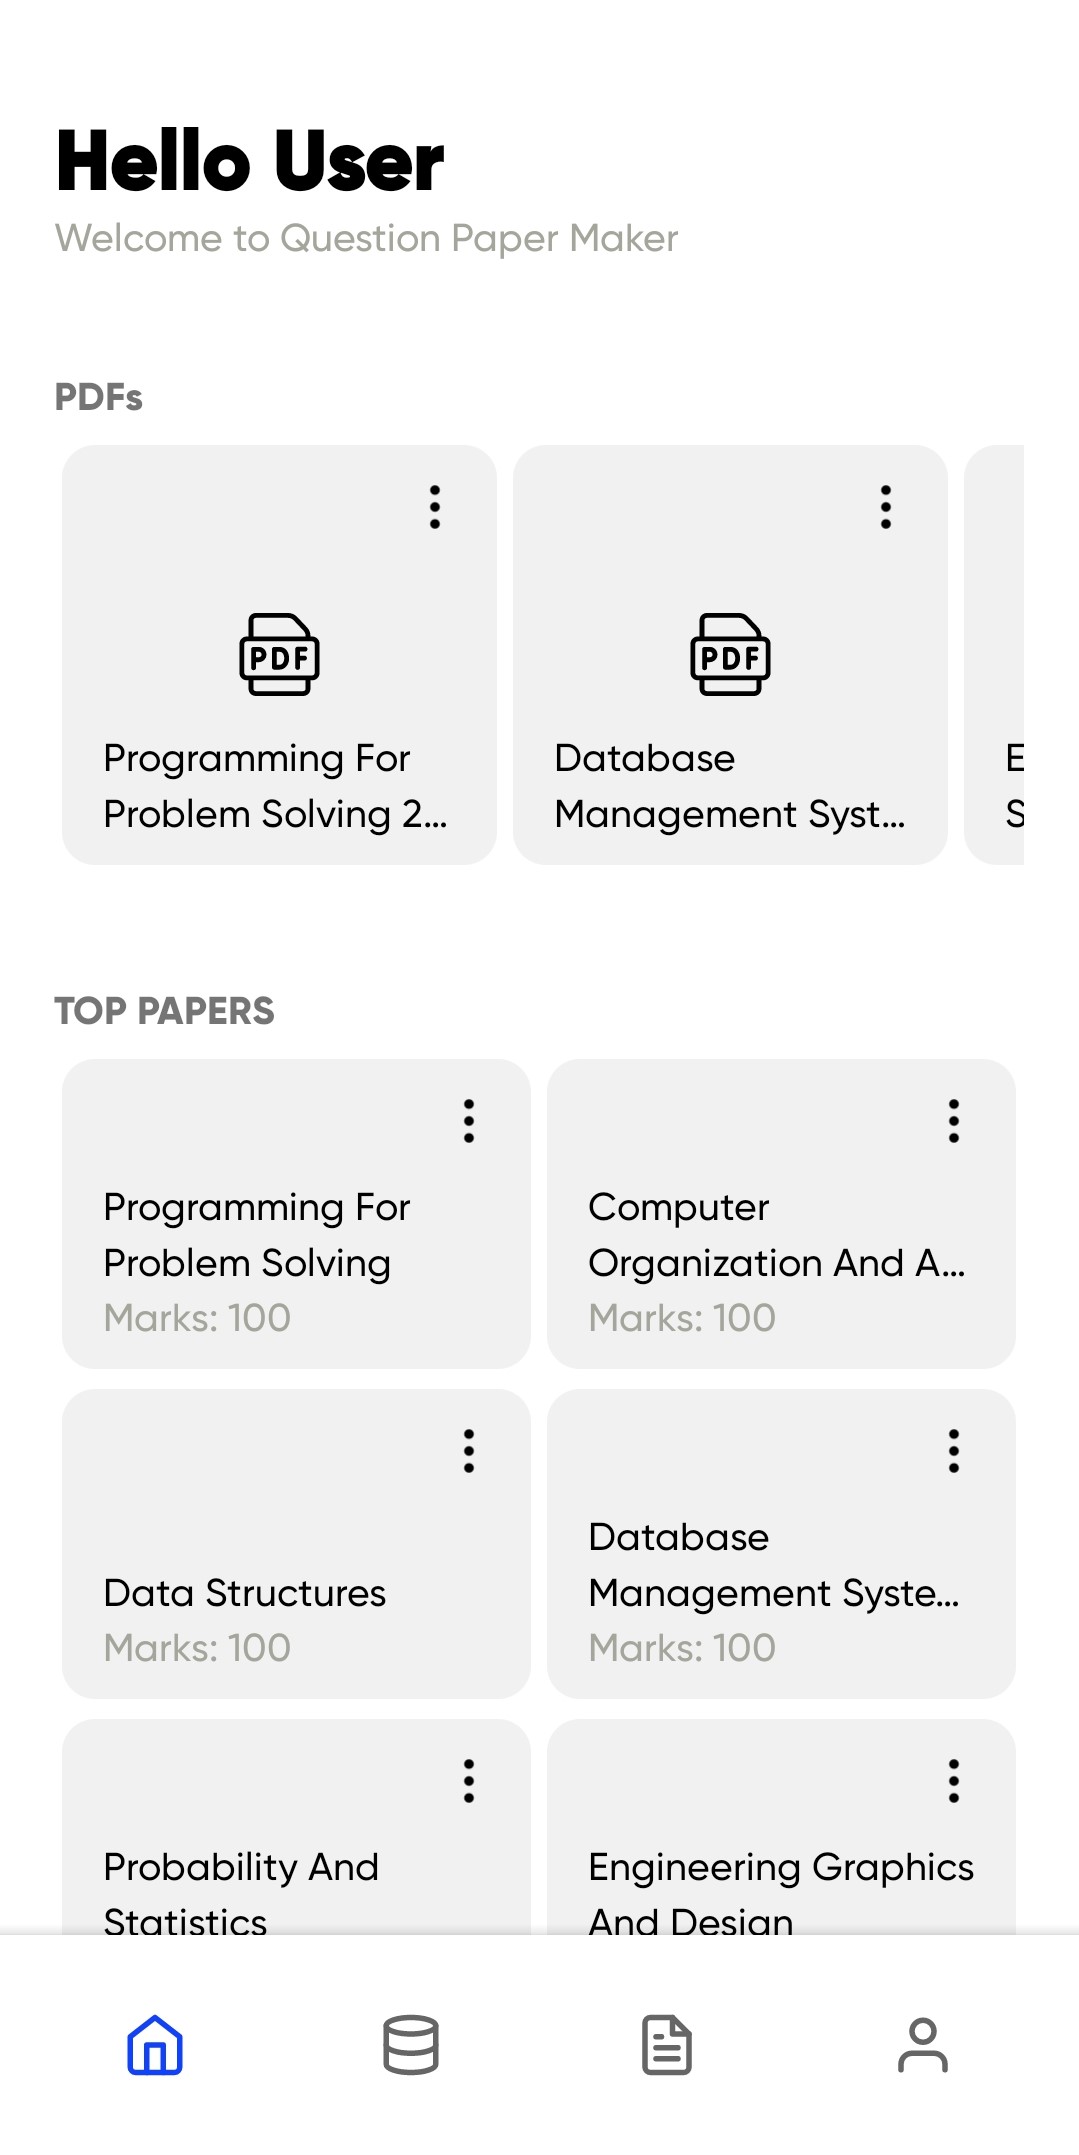 Hello User
Welcome to Question Paper Maker
PDFs
PDF
Programming For
Problem Solving 2...
PDF
Database
Management Syst...
E
S
TOP PAPERS
Programming For
Problem Solving
Marks: 100
Computer
Organization And A...
Marks: 100
Data Structures
Marks: 100
Database
Management Syste...
Marks: 100
Probability And
Statistics
Engineering Graphics
And Design